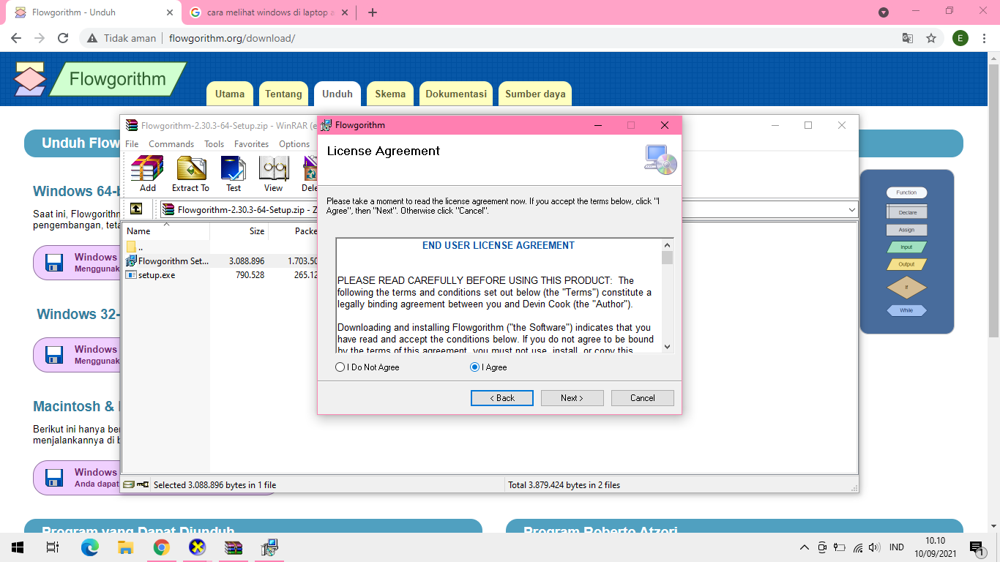 Flowgorithm - Unduh
cara melihat windows di laptop a
Tidak aman
flowgorithm.org/download/
E
Flowgorithm
Utama
Tentang
Unduh
Skema
Dokumentasi
Sumber daya
Unduh Flow
Windows 64-b
Saat ini, Flowgorithm
pengembangan, teta
Windows
Menggunak
Windows 32-
Windows
Menggunak
Macintosh &
Berikut ini hanya ber
menjalankannya di b
Windows
Anda dapat
Program yang Dapat Diunduh
Program Roberto Atzori
Function
Declare
Assign
Input
Output
If
While
Flowgorithm-2.30.3-64-Setup.zip - WinRAR (e
File Commands Tools Favorites Options
Add Extract To Test View Dele
Flowgorithm-2.30.3-64-Setup.zip - Z
Name Size Packe
..
Flowgorithm Set... 3.088.896 1.703.50
setup.exe 790.528 265.12
Selected 3.088.896 bytes in 1 file
Total 3.879.424 bytes in 2 files
Flowgorithm
License Agreement
Please take a moment to read the license agreement now. If you accept the terms below, click "I
Agree", then "Next". Otherwise click "Cancel".
END USER LICENSE AGREEMENT
PLEASE READ CAREFULLY BEFORE USING THIS PRODUCT: The
following the terms and conditions set out below (the "Terms") constitute a
legally binding agreement between you and Devin Cook (the "Author").
Downloading and installing Flowgorithm ("the Software") indicates that you
have read and accept the conditions below. If you do not agree to be bound
by the terms of this agreement, you must not use, install, or copy this
I Do Not Agree
I Agree
< Back
Next >
Cancel
IND
10.10
10/09/2021
1